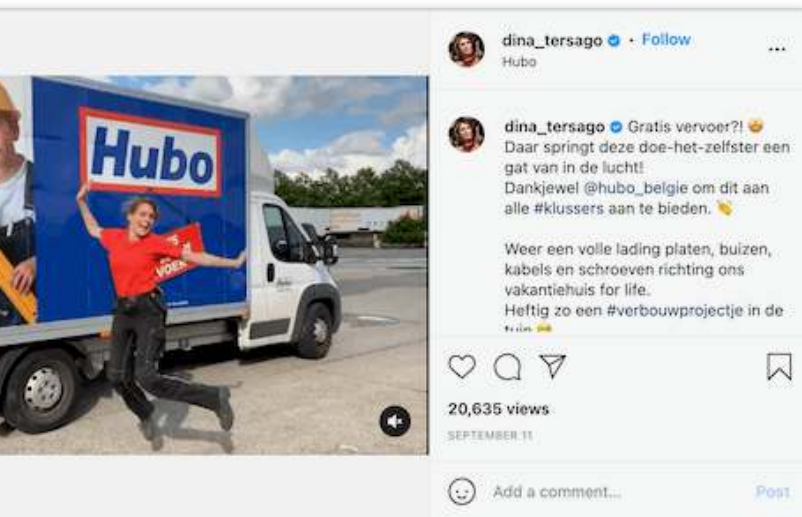 Hubo
dina_tersago • Follow
Hubo
dina_tersago Gratis vervoer?! 🤩
Daar springt deze doe-het-zelfster een
gat van in de lucht!
Dankjewel @hubo_belgie om dit aan
alle #klussers aan te bieden. 👏
Weer een volle lading platen, buizen,
kabels en schroeven richting ons
vakantiehuis for life.
Heftig zo een #verbouwprojectje in de
tuin
20,635 views
SEPTEMBER 11
Add a comment...
Post